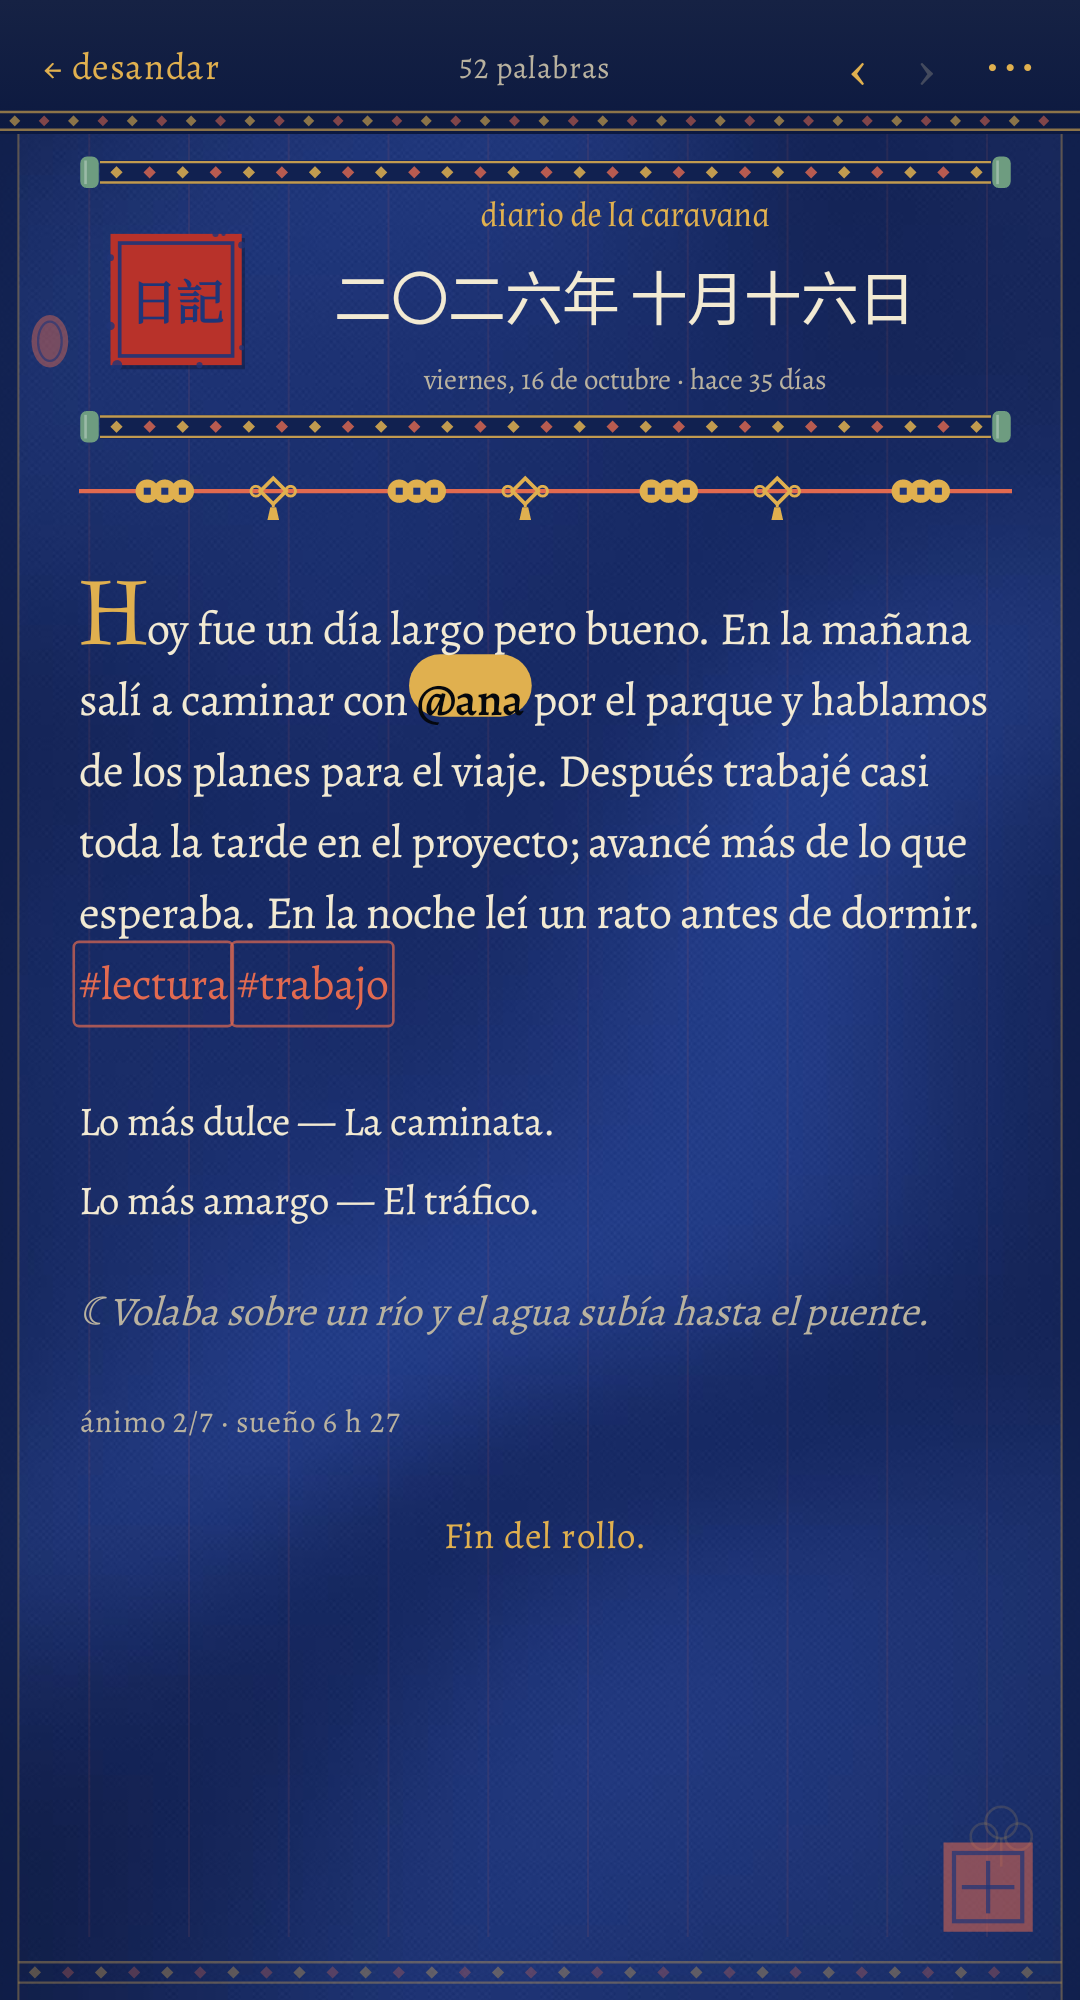 ← desandar
52 palabras
‹ › ···
diario de la caravana
日記
二〇二六年 十月十六日
viernes, 16 de octubre · hace 35 días
Hoy fue un día largo pero bueno. En la mañana
salí a caminar con @ana por el parque y hablamos
de los planes para el viaje. Después trabajé casi
toda la tarde en el proyecto; avancé más de lo que
esperaba. En la noche leí un rato antes de dormir.
#lectura #trabajo
Lo más dulce — La caminata.
Lo más amargo — El tráfico.
☾ Volaba sobre un río y el agua subía hasta el puente.
ánimo 2/7 · sueño 6 h 27
Fin del rollo.